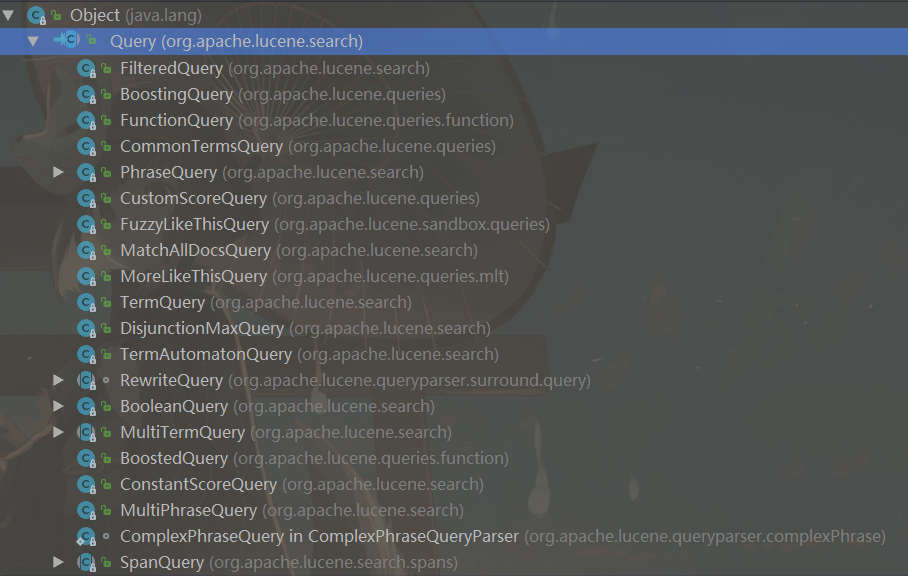 Object (java.lang)
Query (org.apache.lucene.search)
FilteredQuery (org.apache.lucene.search)
BoostingQuery (org.apache.lucene.queries)
FunctionQuery (org.apache.lucene.queries.function)
CommonTermsQuery (org.apache.lucene.queries)
PhraseQuery (org.apache.lucene.search)
CustomScoreQuery (org.apache.lucene.queries)
FuzzyLikeThisQuery (org.apache.lucene.sandbox.queries)
MatchAllDocsQuery (org.apache.lucene.search)
MoreLikeThisQuery (org.apache.lucene.queries.mlt)
TermQuery (org.apache.lucene.search)
DisjunctionMaxQuery (org.apache.lucene.search)
TermAutomatonQuery (org.apache.lucene.search)
RewriteQuery (org.apache.lucene.queryparser.surround.query)
BooleanQuery (org.apache.lucene.search)
MultiTermQuery (org.apache.lucene.search)
BoostedQuery (org.apache.lucene.queries.function)
ConstantScoreQuery (org.apache.lucene.search)
MultiPhraseQuery (org.apache.lucene.search)
ComplexPhraseQuery in ComplexPhraseQueryParser (org.apache.lucene.queryparser.complexPhrase)
SpanQuery (org.apache.lucene.search.spans)